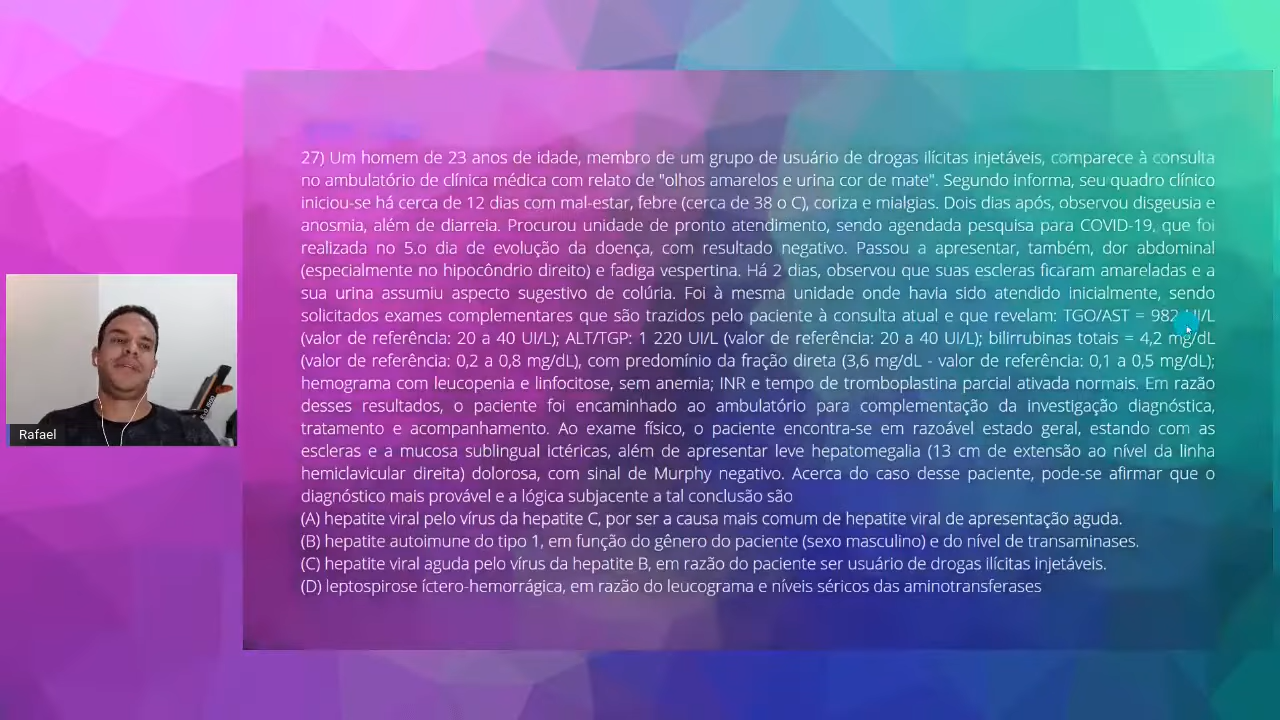 27) Um homem de 23 anos de idade, membro de um grupo de usuário de drogas ilícitas injetáveis, comparece à consulta
no ambulatório de clínica médica com relato de "olhos amarelos e urina cor de mate". Segundo informa, seu quadro clínico
iniciou-se há cerca de 12 dias com mal-estar, febre (cerca de 38 o C), coriza e mialgias. Dois dias após, observou disgeusia e
anosmia, além de diarreia. Procurou unidade de pronto atendimento, sendo agendada pesquisa para COVID-19, que foi
realizada no 5.o dia de evolução da doença, com resultado negativo. Passou a apresentar, também, dor abdominal
(especialmente no hipocôndrio direito) e fadiga vespertina. Há 2 dias, observou que suas escleras ficaram amareladas e a
sua urina assumiu aspecto sugestivo de colúria. Foi à mesma unidade onde havia sido atendido inicialmente, sendo
solicitados exames complementares que são trazidos pelo paciente à consulta atual e que revelam: TGO/AST = 982 UI/L
(valor de referência: 20 a 40 UI/L); ALT/TGP: 1 220 UI/L (valor de referência: 20 a 40 UI/L); bilirrubinas totais = 4,2 mg/dL
(valor de referência: 0,2 a 0,8 mg/dL), com predomínio da fração direta (3,6 mg/dL - valor de referência: 0,1 a 0,5 mg/dL);
hemograma com leucopenia e linfocitose, sem anemia; INR e tempo de tromboplastina parcial ativada normais. Em razão
desses resultados, o paciente foi encaminhado ao ambulatório para complementação da investigação diagnóstica,
tratamento e acompanhamento. Ao exame físico, o paciente encontra-se em razoável estado geral, estando com as
escleras e a mucosa sublingual ictéricas, além de apresentar leve hepatomegalia (13 cm de extensão ao nível da linha
hemiclavicular direita) dolorosa, com sinal de Murphy negativo. Acerca do caso desse paciente, pode-se afirmar que o
diagnóstico mais provável e a lógica subjacente a tal conclusão são
(A) hepatite viral pelo vírus da hepatite C, por ser a causa mais comum de hepatite viral de apresentação aguda.
(B) hepatite autoimune do tipo 1, em função do gênero do paciente (sexo masculino) e do nível de transaminases.
(C) hepatite viral aguda pelo vírus da hepatite B, em razão do paciente ser usuário de drogas ilícitas injetáveis.
(D) leptospirose íctero-hemorrágica, em razão do leucograma e níveis séricos das aminotransferases
Rafael